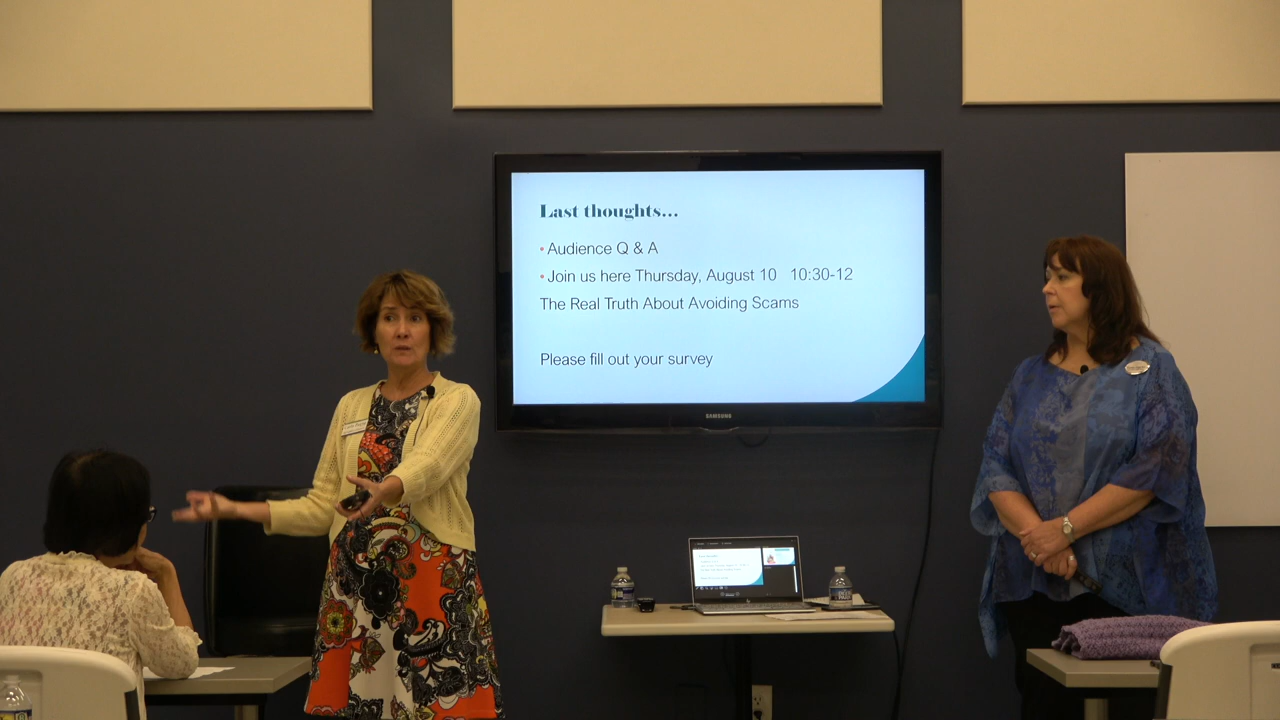 Last thoughts...
• Audience Q & A
• Join us here Thursday, August 10 10:30-12
The Real Truth About Avoiding Scams
Please fill out your survey
SAMSUNG